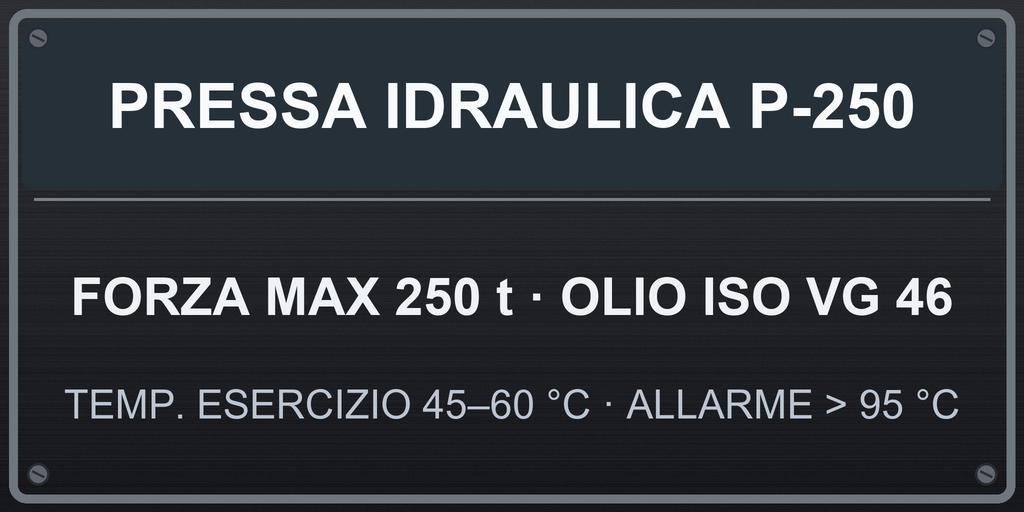 PRESSA IDRAULICA P-250
FORZA MAX 250 t · OLIO ISO VG 46
TEMP. ESERCIZIO 45–60 °C · ALLARME > 95 °C